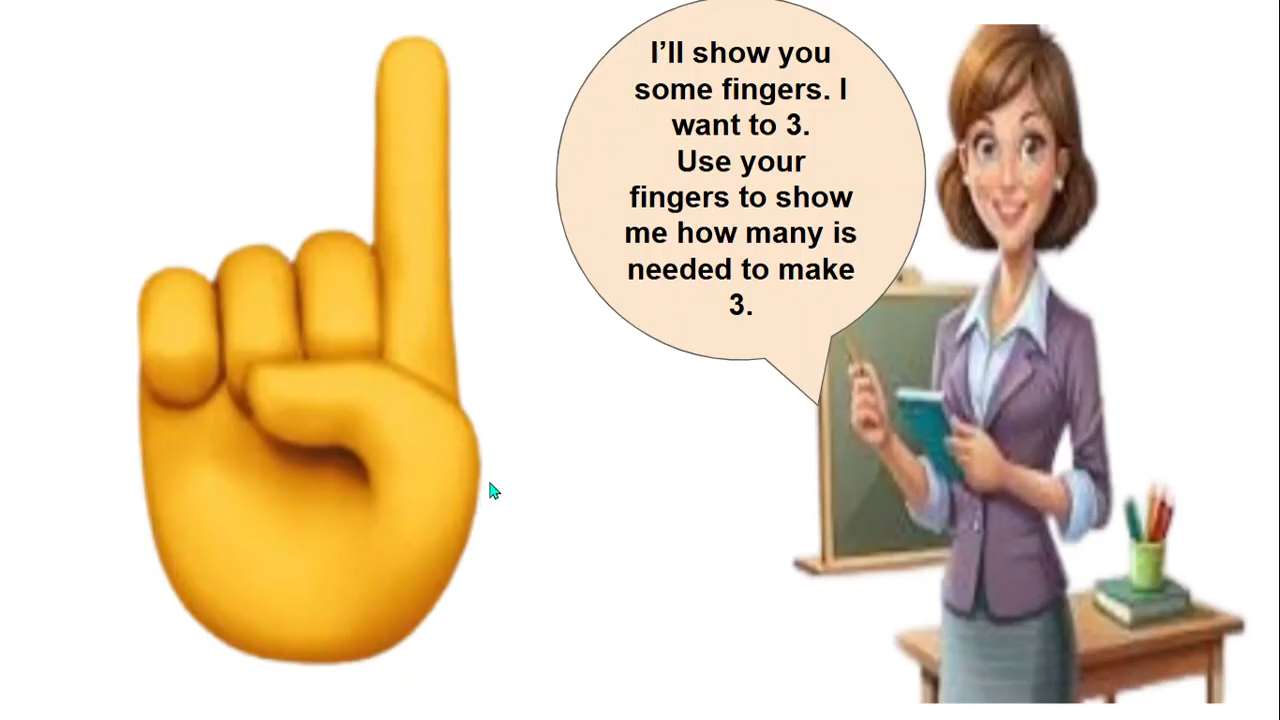 I’ll show you
some fingers. I
want to 3.
Use your
fingers to show
me how many is
needed to make
3.